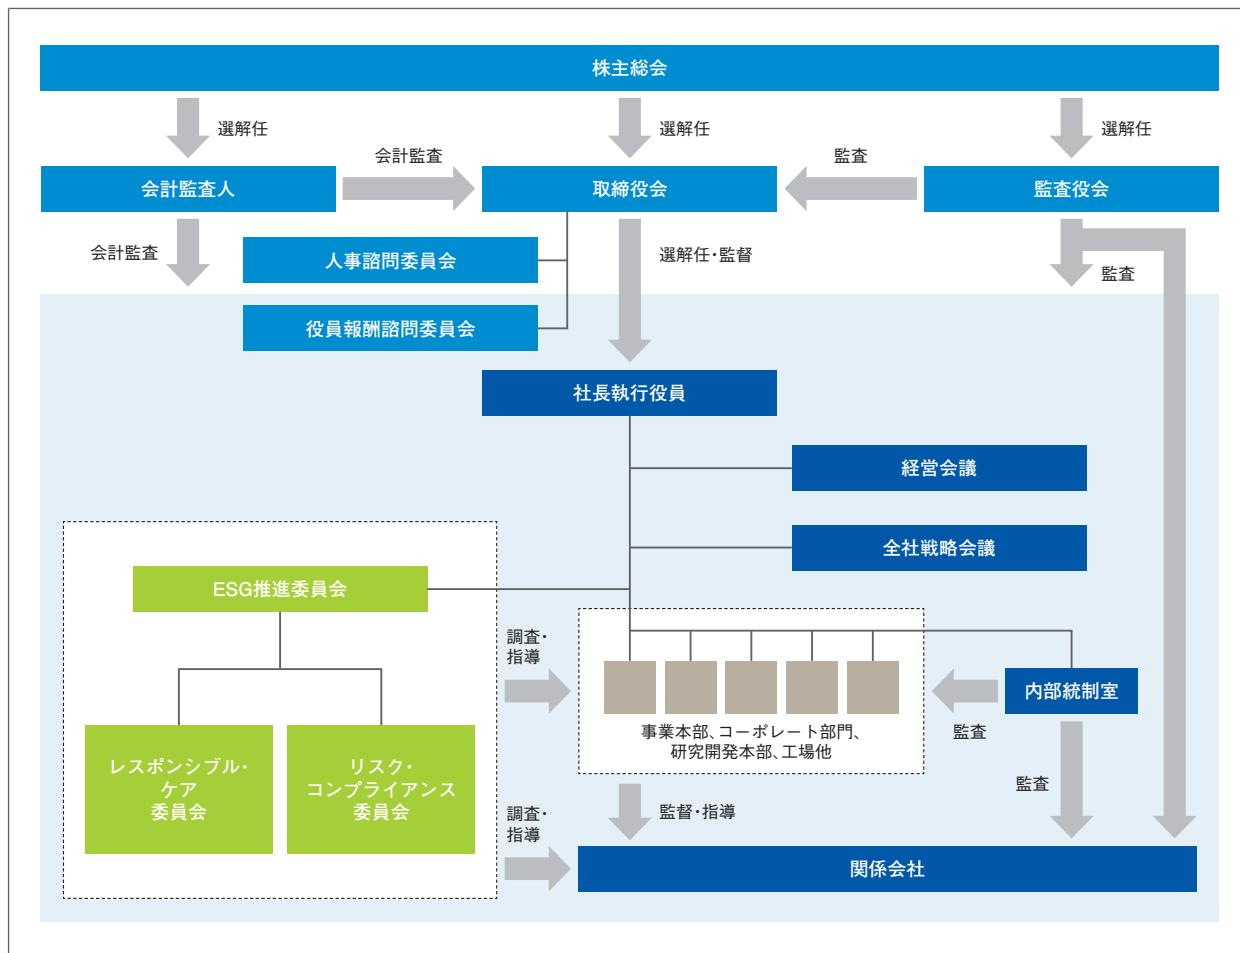 株主総会
選解任
選解任
選解任
会計監査
監査
会計監査人
取締役会
監査役会
会計監査
人事諮問委員会
選解任・監督
監査
役員報酬諮問委員会
社長執行役員
経営会議
全社戦略会議
ESG推進委員会
調査・
指導
内部統制室
事業本部、コーポレート部門、
研究開発本部、工場他
監査
レスポンシブル・
ケア
委員会
リスク・
コンプライアンス
委員会
監査
調査・
指導
監督・指導
関係会社